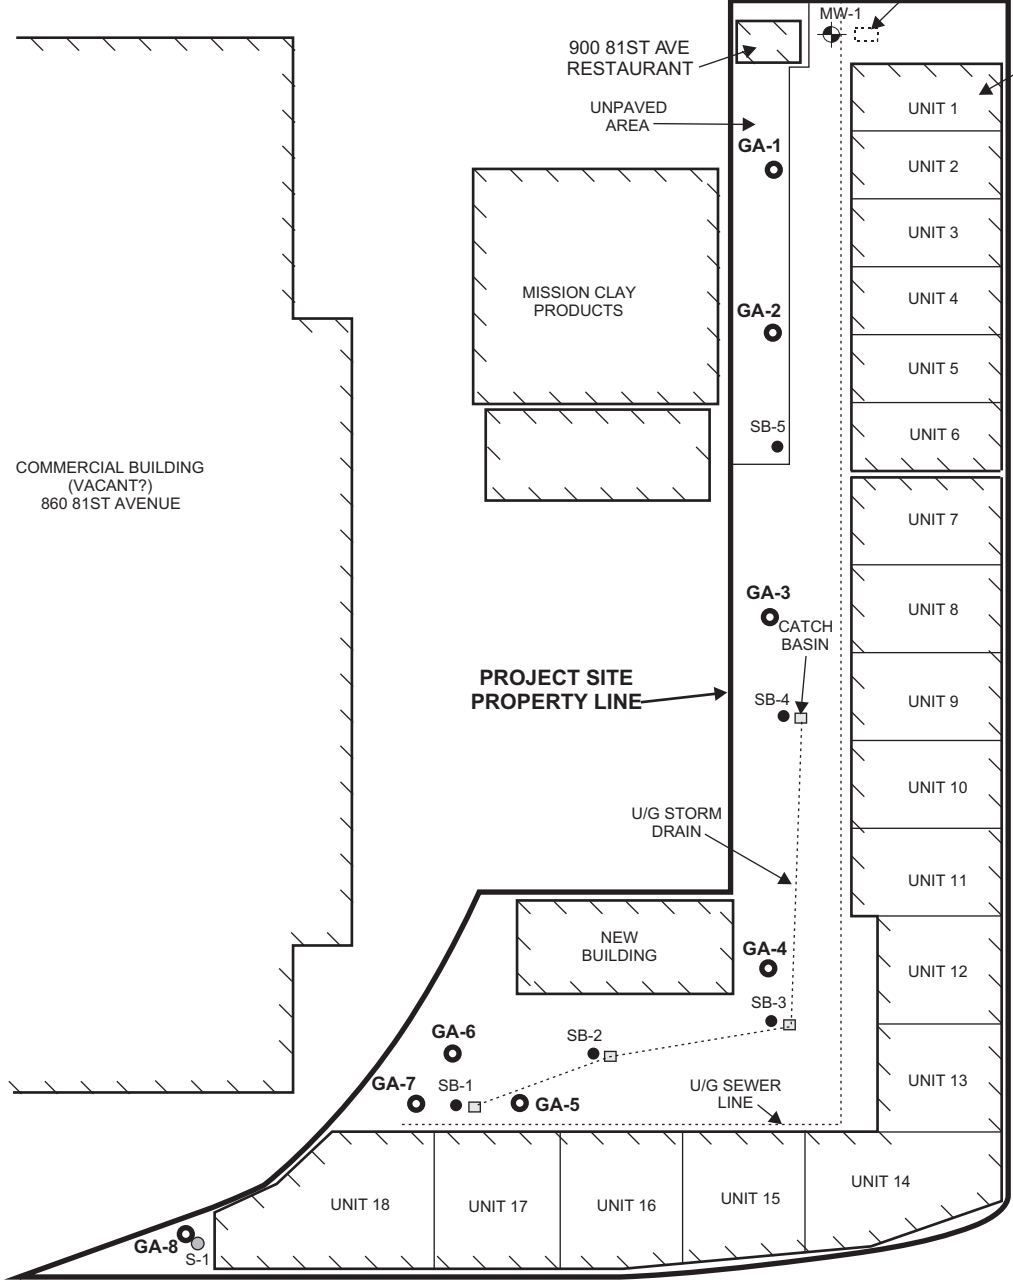 MW-1
900 81ST AVE
RESTAURANT
UNPAVED
AREA
GA-1
UNIT 1
UNIT 2
UNIT 3
MISSION CLAY
PRODUCTS
GA-2
UNIT 4
UNIT 5
SB-5
UNIT 6
COMMERCIAL BUILDING
(VACANT?)
860 81ST AVENUE
UNIT 7
GA-3
UNIT 8
CATCH
BASIN
PROJECT SITE
PROPERTY LINE
SB-4
UNIT 9
UNIT 10
U/G STORM
DRAIN
UNIT 11
NEW
BUILDING
GA-4
UNIT 12
SB-3
GA-6
SB-2
GA-7
SB-1
GA-5
U/G SEWER
LINE
UNIT 13
UNIT 14
UNIT 18
UNIT 17
UNIT 16
UNIT 15
GA-8
S-1